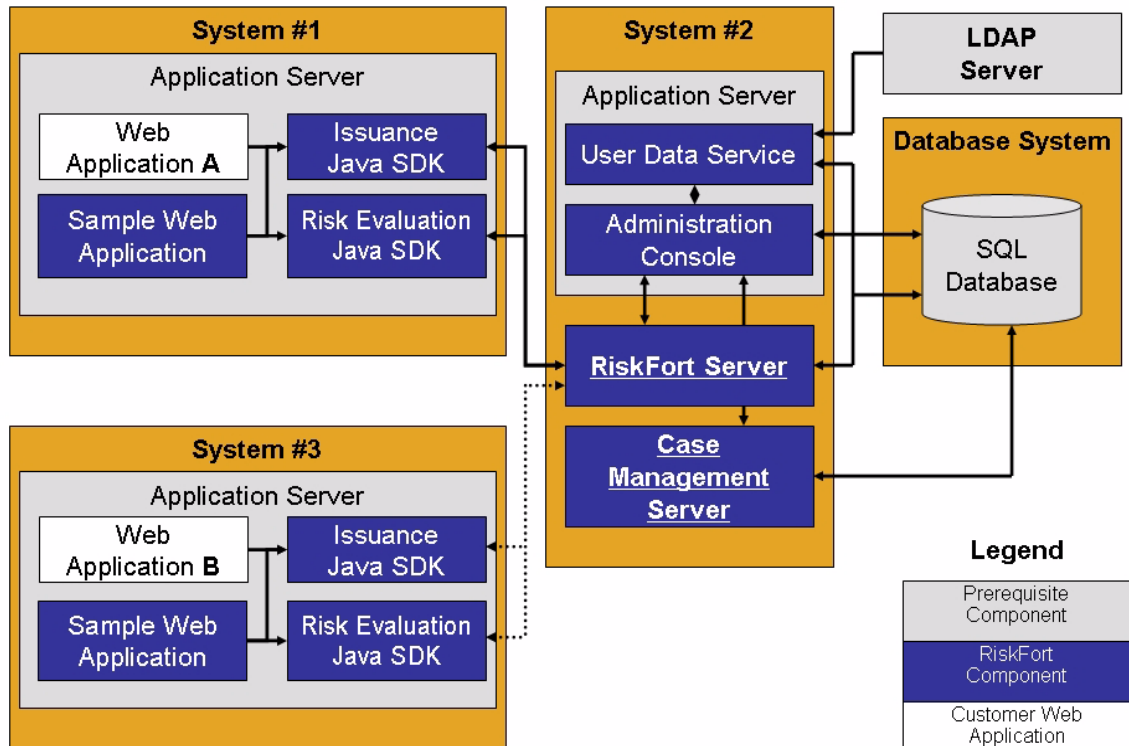 System #1
Application Server
Web
Application A
Issuance
Java SDK
Sample Web
Application
Risk Evaluation
Java SDK
System #2
Application Server
User Data Service
Administration
Console
RiskFort Server
Case
Management
Server
LDAP
Server
Database System
SQL
Database
System #3
Application Server
Web
Application B
Issuance
Java SDK
Sample Web
Application
Risk Evaluation
Java SDK
Legend
Prerequisite
Component
RiskFort
Component
Customer Web
Application